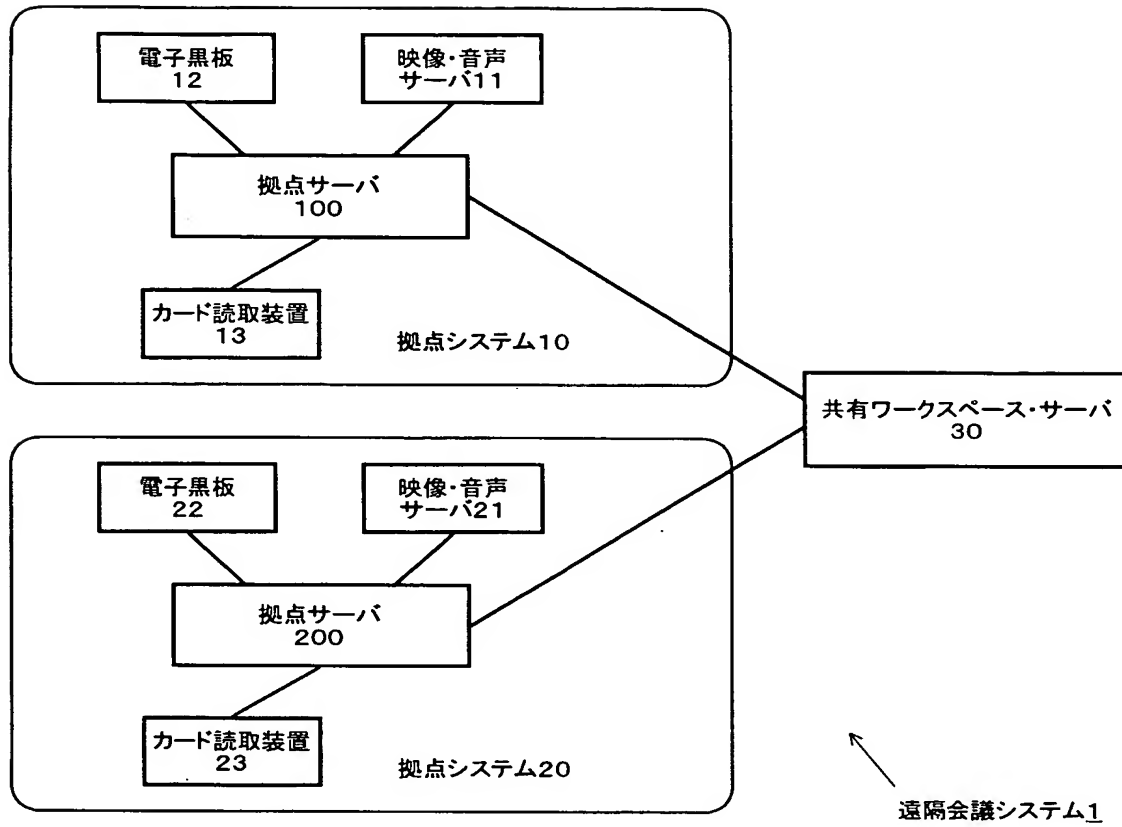 電子黒板
12
映像・音声
サーバ11
拠点サーバ
100
カード読取装置
13
拠点システム10
共有ワークスペース・サーバ
30
電子黒板
22
映像・音声
サーバ21
拠点サーバ
200
カード読取装置
23
拠点システム20
遠隔会議システム1